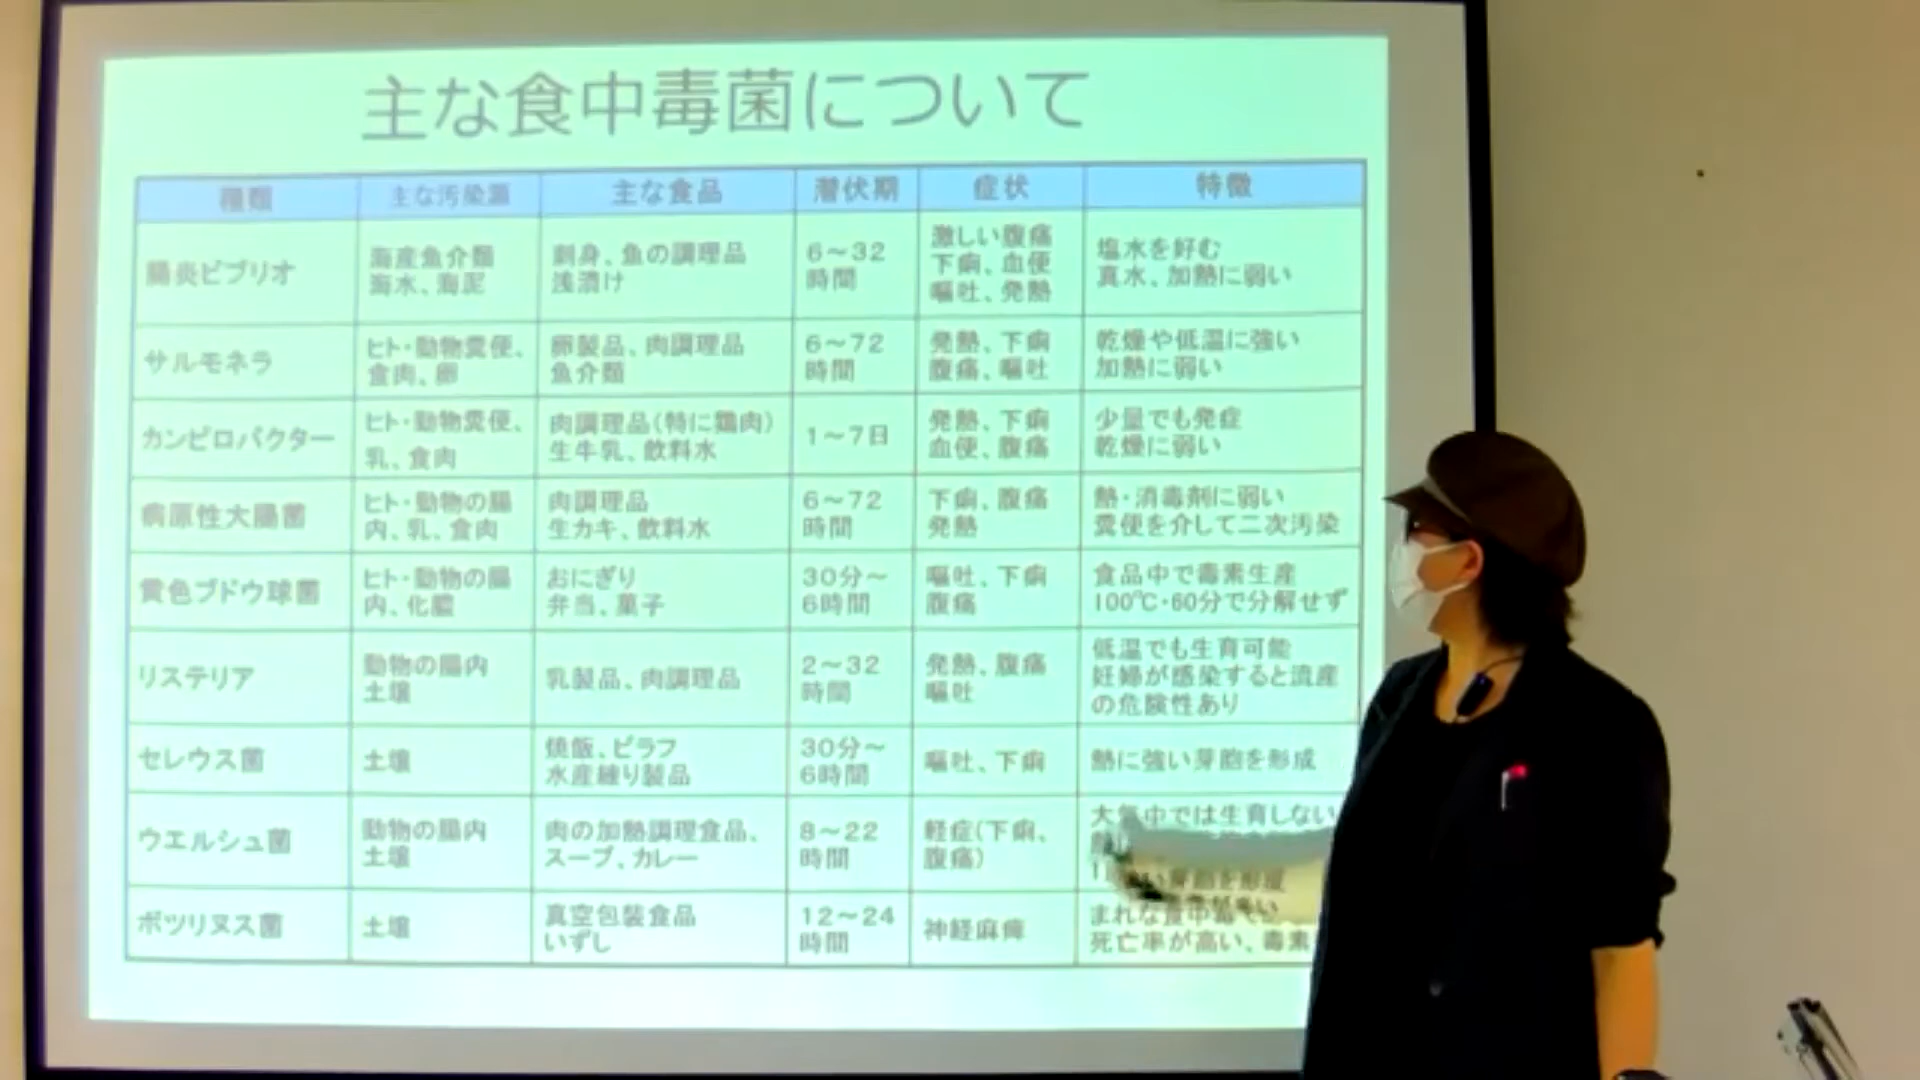 主な食中毒菌について
種類 主な汚染源 主な食品 潜伏期 症状 特徴
腸炎ビブリオ
海産魚介類
海水、海泥
刺身、魚の調理品
浅漬け
6～32
時間
激しい腹痛
下痢、血便
嘔吐、発熱
塩水を好む
真水、加熱に弱い
サルモネラ
ヒト・動物糞便、
食肉、卵
卵製品、肉調理品
魚介類
6～72
時間
発熱、下痢
腹痛、嘔吐
乾燥や低温に強い
加熱に弱い
カンピロバクター
ヒト・動物糞便、
乳、食肉
肉調理品（特に鶏肉）
生牛乳、飲料水
1～7日
発熱、下痢
血便、腹痛
少量でも発症
乾燥に弱い
病原性大腸菌
ヒト・動物の腸
内、乳、食肉
肉調理品
生カキ、飲料水
6～72
時間
下痢、腹痛
発熱
熱・消毒剤に弱い
糞便を介して二次汚染
黄色ブドウ球菌
ヒト・動物の腸
内、化膿
おにぎり
弁当、菓子
30分～
6時間
嘔吐、下痢
腹痛
食品中で毒素生産
100℃・60分で分解せず
リステリア
動物の腸内
土壌
乳製品、肉調理品
2～32
時間
発熱、腹痛
嘔吐
低温でも生育可能
妊婦が感染すると流産
の危険性あり
セレウス菌
土壌
焼飯、ピラフ
水産練り製品
30分～
6時間
嘔吐、下痢
熱に強い芽胞を形成
ウエルシュ菌
動物の腸内
土壌
肉の加熱調理食品、
スープ、カレー
8～22
時間
軽症（下痢、
腹痛）
大気中では生育しない
い芽胞を形成
ボツリヌス菌
土壌
真空包装食品
いずし
12～24
時間
神経麻痺
まれな食中毒で
死亡率が高い、毒素